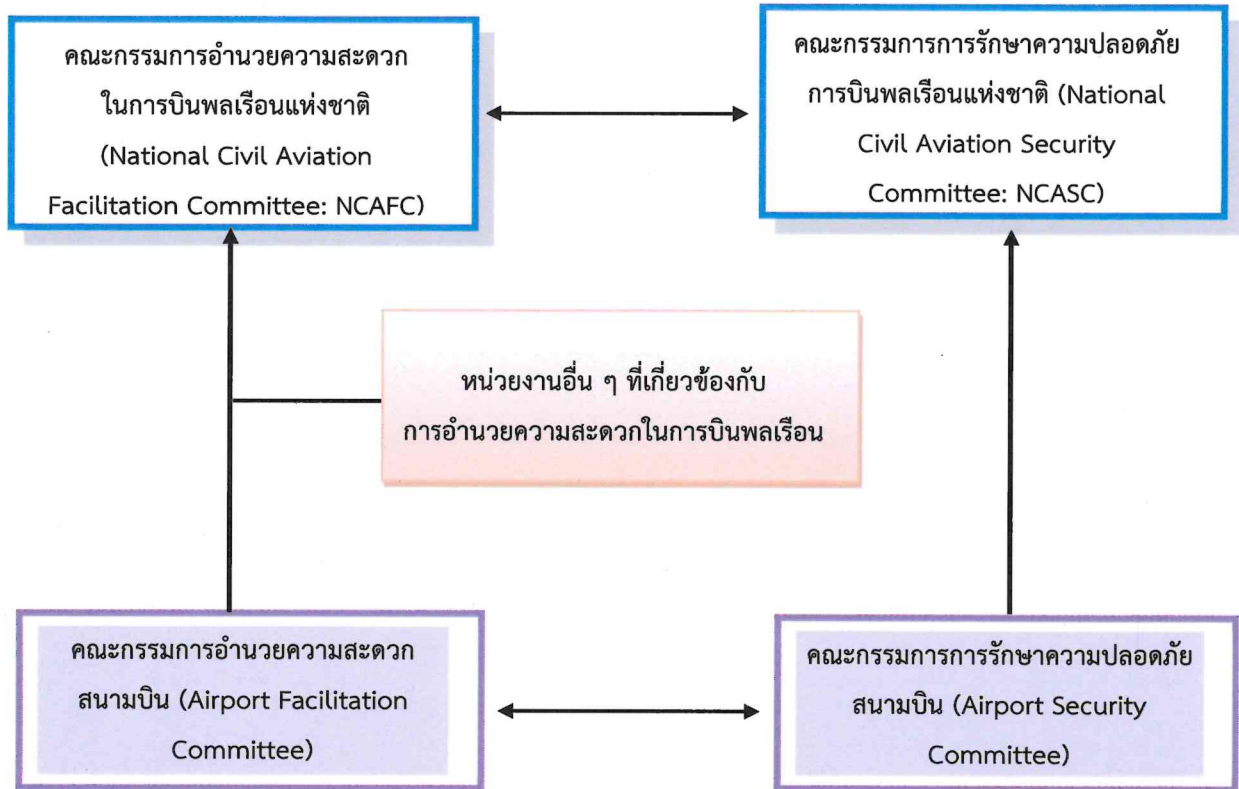 คณะกรรมการอำนวยความสะดวก
ในการบินพลเรือนแห่งชาติ
(National Civil Aviation
Facilitation Committee: NCAFC)
คณะกรรมการการรักษาความปลอดภัย
การบินพลเรือนแห่งชาติ (National
Civil Aviation Security
Committee: NCASC)
หน่วยงานอื่น ๆ ที่เกี่ยวข้องกับ
การอำนวยความสะดวกในการบินพลเรือน
คณะกรรมการอำนวยความสะดวก
สนามบิน (Airport Facilitation
Committee)
คณะกรรมการการรักษาความปลอดภัย
สนามบิน (Airport Security
Committee)